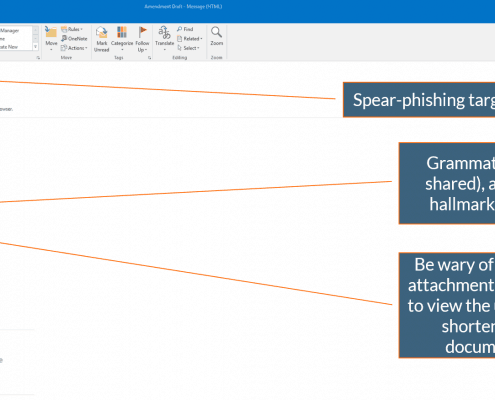 Amendment Draft - Message (HTML)
Manager
ate New
Move
Rules
OneNote
Actions
Mark Unread
Categorize
Follow Up
Translate
Find
Related
Select
Zoom
Move
Tags
Editing
Zoom
owser.
Spear-phishing targ
Grammat
shared), a
hallmark
Be wary of
attachment
to view the u
shorter
docum